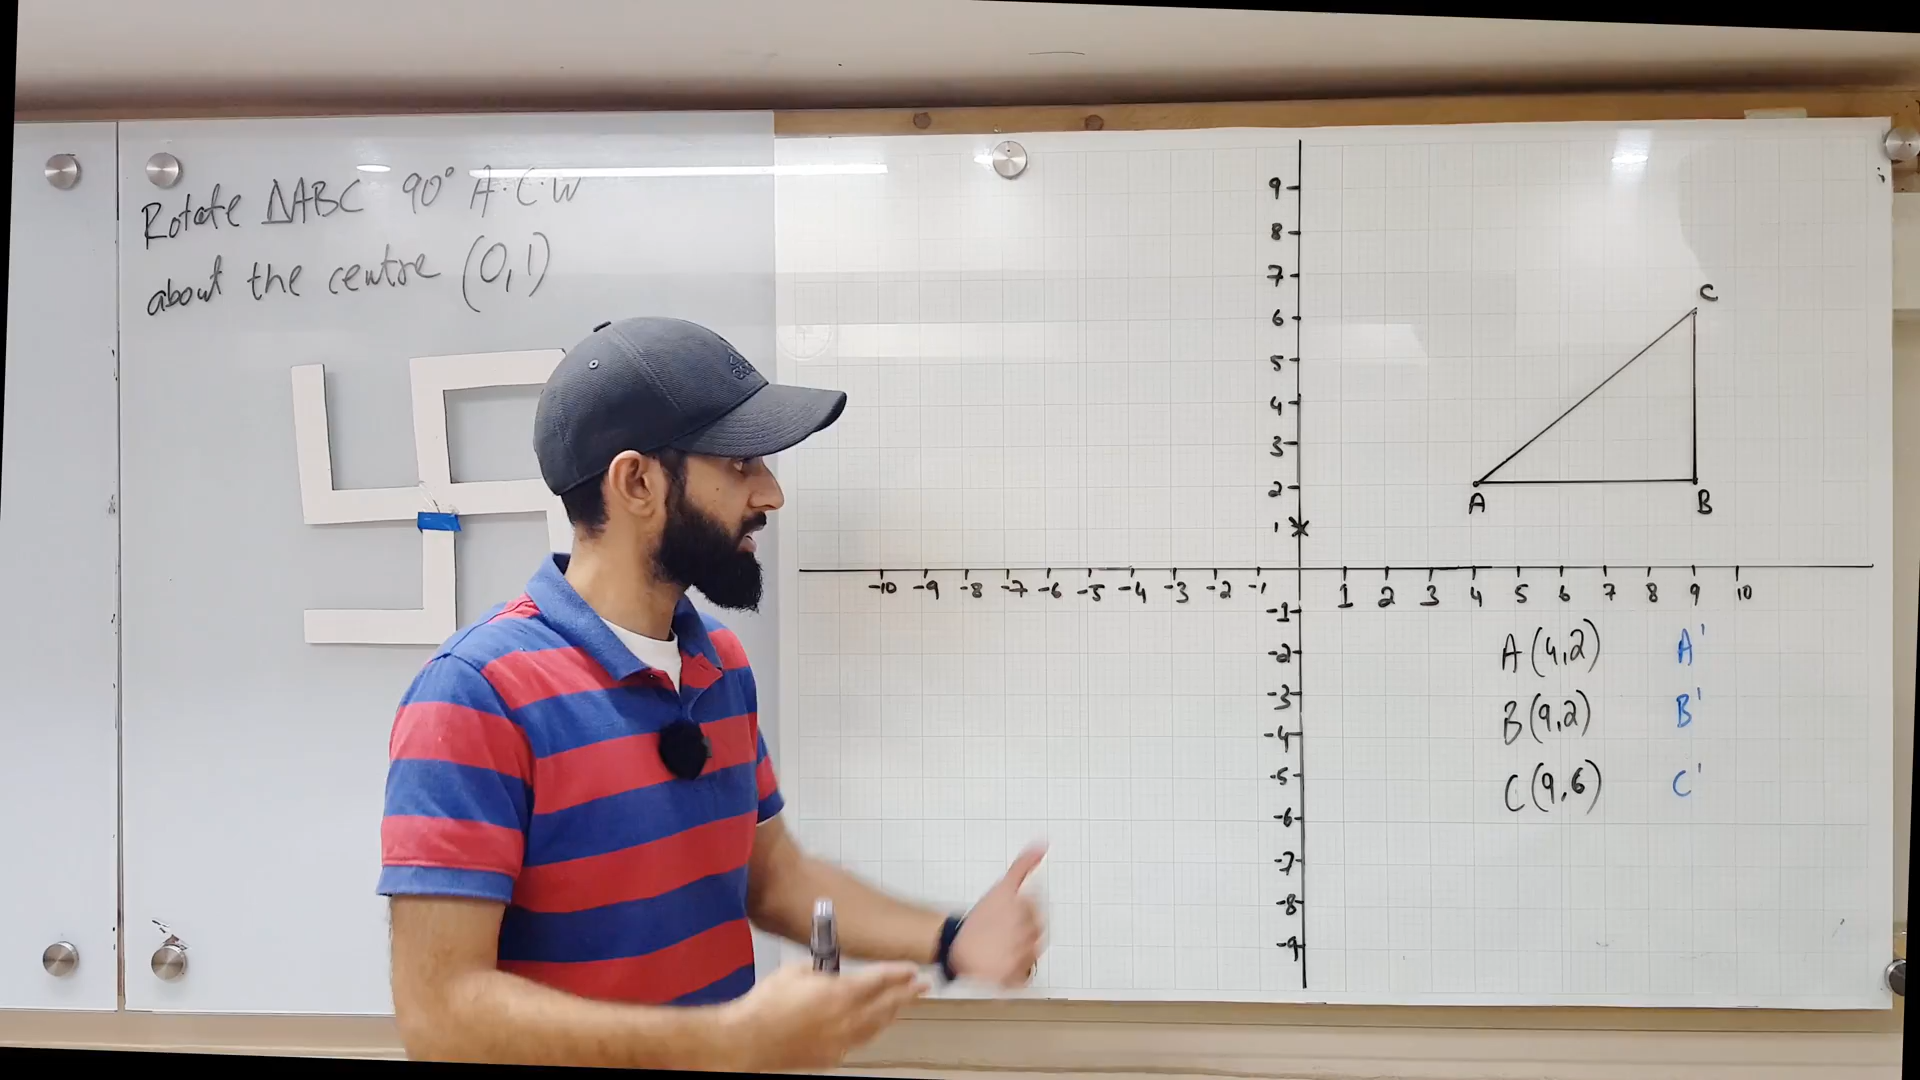 Rotate ΔABC 90° A.C.W
about the centre (0,1)
9
8
7
6
5
4
3
2
1
C
A
B
-10 -9 -8 -7 -6 -5 -4 -3 -2 -1 1 2 3 4 5 6 7 8 9 10
-1
-2
-3
-4
-5
-6
-7
-8
-9
A(4,2) A'
B(9,2) B'
C(9,6) C'